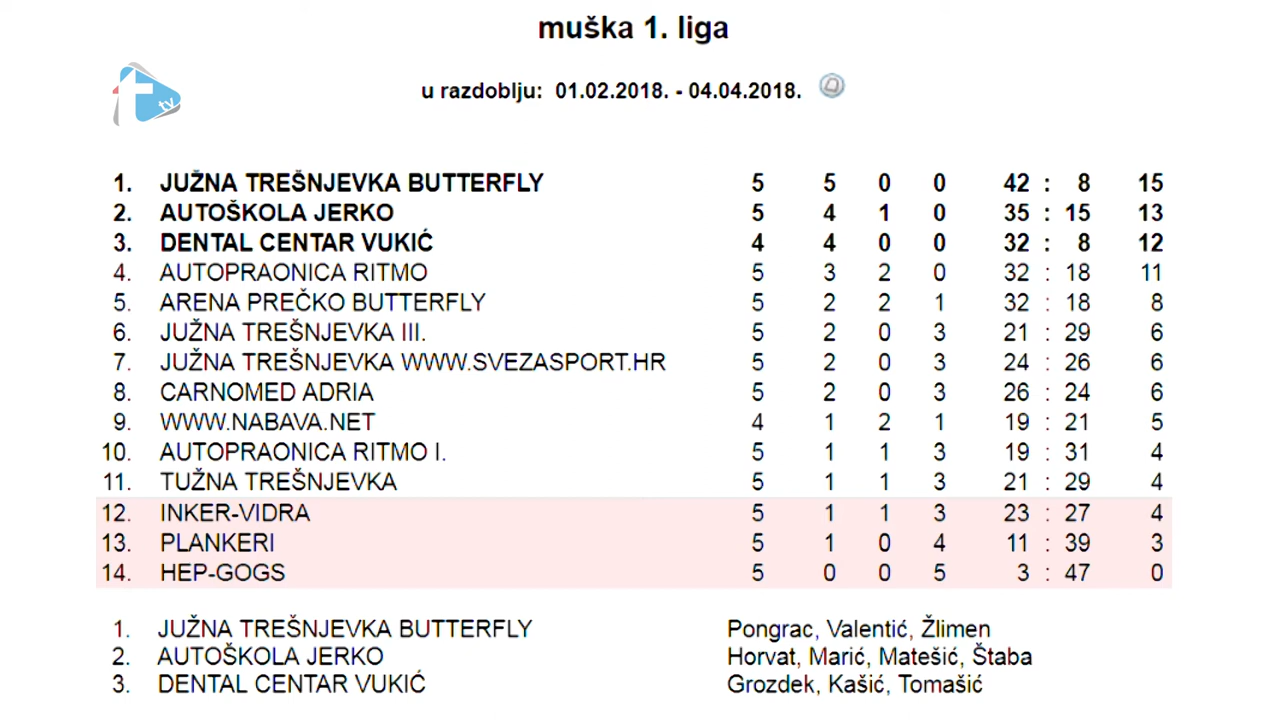 muška 1. liga
u razdoblju: 01.02.2018. - 04.04.2018.
t tv
1. JUŽNA TREŠNJEVKA BUTTERFLY 5 5 0 0 42 : 8 15
2. AUTOŠKOLA JERKO 5 4 1 0 35 : 15 13
3. DENTAL CENTAR VUKIĆ 4 4 0 0 32 : 8 12
4. AUTOPRAONICA RITMO 5 3 2 0 32 : 18 11
5. ARENA PREČKO BUTTERFLY 5 2 2 1 32 : 18 8
6. JUŽNA TREŠNJEVKA III. 5 2 0 3 21 : 29 6
7. JUŽNA TREŠNJEVKA WWW.SVEZASPORT.HR 5 2 0 3 24 : 26 6
8. CARNOMED ADRIA 5 2 0 3 26 : 24 6
9. WWW.NABAVA.NET 4 1 2 1 19 : 21 5
10. AUTOPRAONICA RITMO I. 5 1 1 3 19 : 31 4
11. TUŽNA TREŠNJEVKA 5 1 1 3 21 : 29 4
12. INKER-VIDRA 5 1 1 3 23 : 27 4
13. PLANKERI 5 1 0 4 11 : 39 3
14. HEP-GOGS 5 0 0 5 3 : 47 0
1. JUŽNA TREŠNJEVKA BUTTERFLY Pongrac, Valentić, Žlimen
2. AUTOŠKOLA JERKO Horvat, Marić, Matešić, Štaba
3. DENTAL CENTAR VUKIĆ Grozdek, Kašić, Tomašić